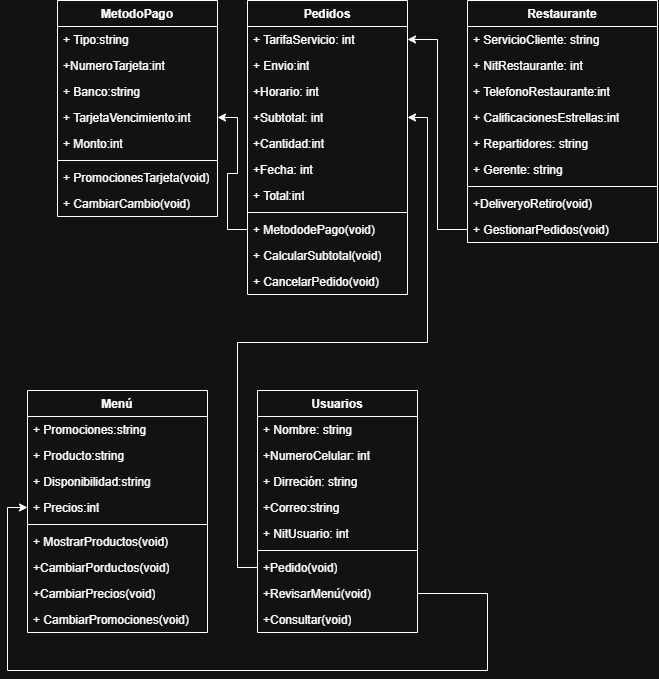 MetodoPago
+ Tipo:string
+NumeroTarjeta:int
+ Banco:string
+ TarjetaVencimiento:int
+ Monto:int
+ PromocionesTarjeta(void)
+ CambiarCambio(void)
Pedidos
+ TarifaServicio: int
+ Envio:int
+Horario: int
+Subtotal: int
+Cantidad:int
+Fecha: int
+ Total:int
+ MetododePago(void)
+ CalcularSubtotal(void)
+ CancelarPedido(void)
Restaurante
+ ServicioCliente: string
+ NitRestaurante: int
+ TelefonoRestaurante:int
+ CalificacionesEstrellas:int
+ Repartidores: string
+ Gerente: string
+DeliveryoRetiro(void)
+ GestionarPedidos(void)
Menú
+ Promociones:string
+ Producto:string
+ Disponibilidad:string
+ Precios:int
+ MostrarProductos(void)
+CambiarPorductos(void)
+CambiarPrecios(void)
+ CambiarPromociones(void)
Usuarios
+ Nombre: string
+NumeroCelular: int
+ Dirreción: string
+Correo:string
+ NitUsuario: int
+Pedido(void)
+RevisarMenú(void)
+Consultar(void)